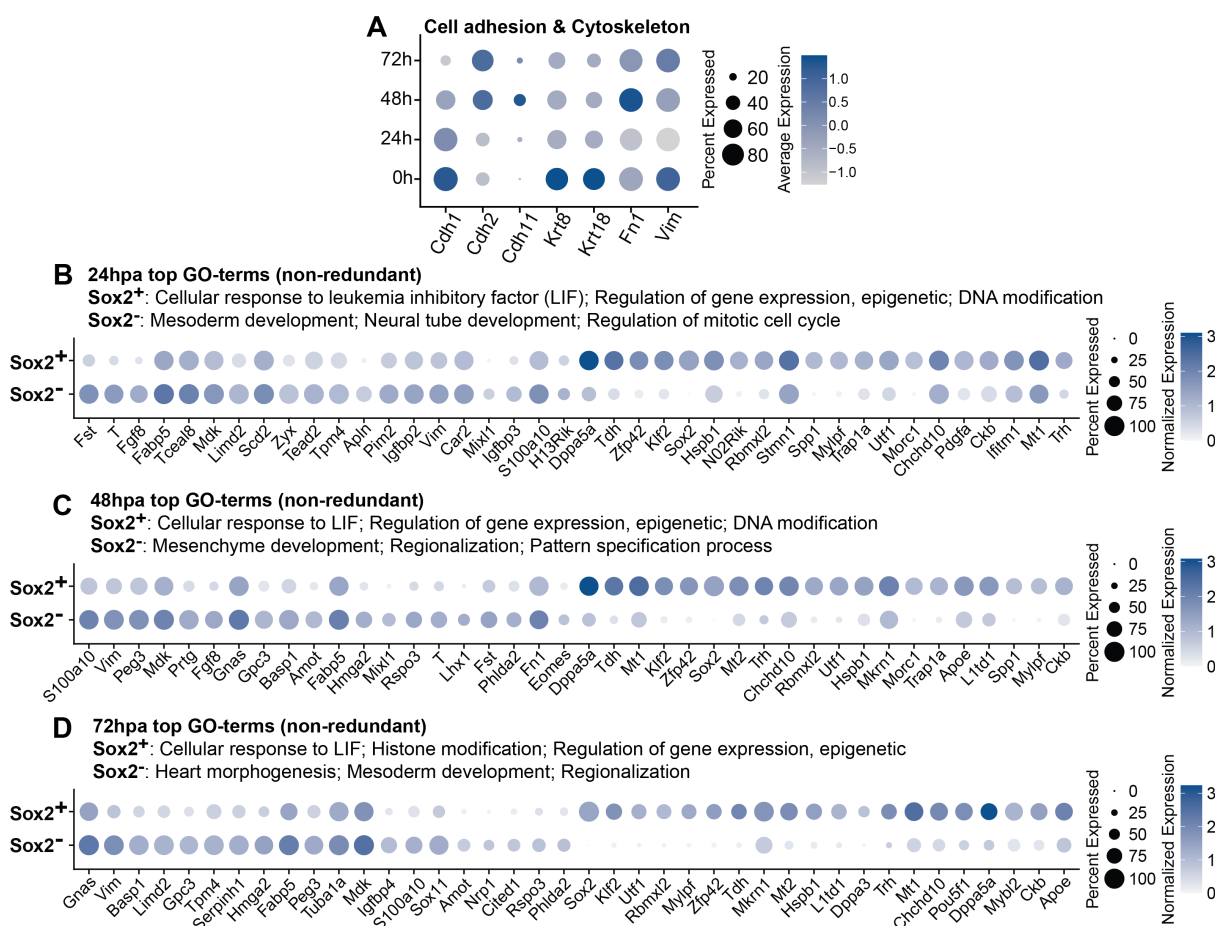 A Cell adhesion & Cytoskeleton
72h
48h
24h
0h
Cdh1 Cdh2 Cdh11 Krt8 Krt18 Fn1 Vim
Percent Expressed
20
40
60
80
Average Expression
1.0
0.5
0.0
−0.5
−1.0
B 24hpa top GO-terms (non-redundant)
Sox2+: Cellular response to leukemia inhibitory factor (LIF); Regulation of gene expression, epigenetic; DNA modification
Sox2-: Mesoderm development; Neural tube development; Regulation of mitotic cell cycle
Sox2+
Sox2-
Fst T Fgf8 Fabp5 Tceal8 Mdk Limd2 Scd2 Zyx Tead2 Tpm4 Apln Pim2 Igfbp2 Vim Car2 Mixl1 Igfbp3 S100a10 H13Rik Dppa5a Tdh Zfp42 Klf2 Sox2 Hspb1 N02Rik Rbmxl2 Stmn1 Spp1 Mylpf Trap1a Utf1 Morc1 Chchd10 Pdgfa Ckb Ifitm1 Mt1 Trh
Percent Expressed
0
25
50
75
100
Normalized Expression
3
2
1
0
C 48hpa top GO-terms (non-redundant)
Sox2+: Cellular response to LIF; Regulation of gene expression, epigenetic; DNA modification
Sox2-: Mesenchyme development; Regionalization; Pattern specification process
Sox2+
Sox2-
S100a10 Vim Peg3 Mdk Prtg Fgf8 Gnas Gpc3 Basp1 Amot Fabp5 Hmga2 Mixl1 Rspo3 T Lhx1 Fst Phlda2 Fn1 Eomes Dppa5a Tdh Mt1 Klf2 Zfp42 Sox2 Mt2 Trh Chchd10 Rbmxl2 Utf1 Hspb1 Mkrn1 Morc1 Trap1a Apoe L1td1 Spp1 Mylpf Ckb
Percent Expressed
0
25
50
75
100
Normalized Expression
3
2
1
0
D 72hpa top GO-terms (non-redundant)
Sox2+: Cellular response to LIF; Histone modification; Regulation of gene expression, epigenetic
Sox2-: Heart morphogenesis; Mesoderm development; Regionalization
Sox2+
Sox2-
Gnas Vim Basp1 Limd2 Gpc3 Tpm4 Serpinh1 Hmga2 Fabp5 Peg3 Tuba1a Mdk Igfbp4 S100a10 Sox11 Amot Nrp1 Cited1 Rspo3 Phlda2 Sox2 Klf2 Utf1 Rbmxl2 Mylpf Zfp42 Tdh Mkrn1 Mt2 Hspb1 L1td1 Dppa3 Trh Mt1 Chchd10 Pou5f1 Dppa5a Mybl2 Ckb Apoe
Percent Expressed
0
25
50
75
100
Normalized Expression
3
2
1
0